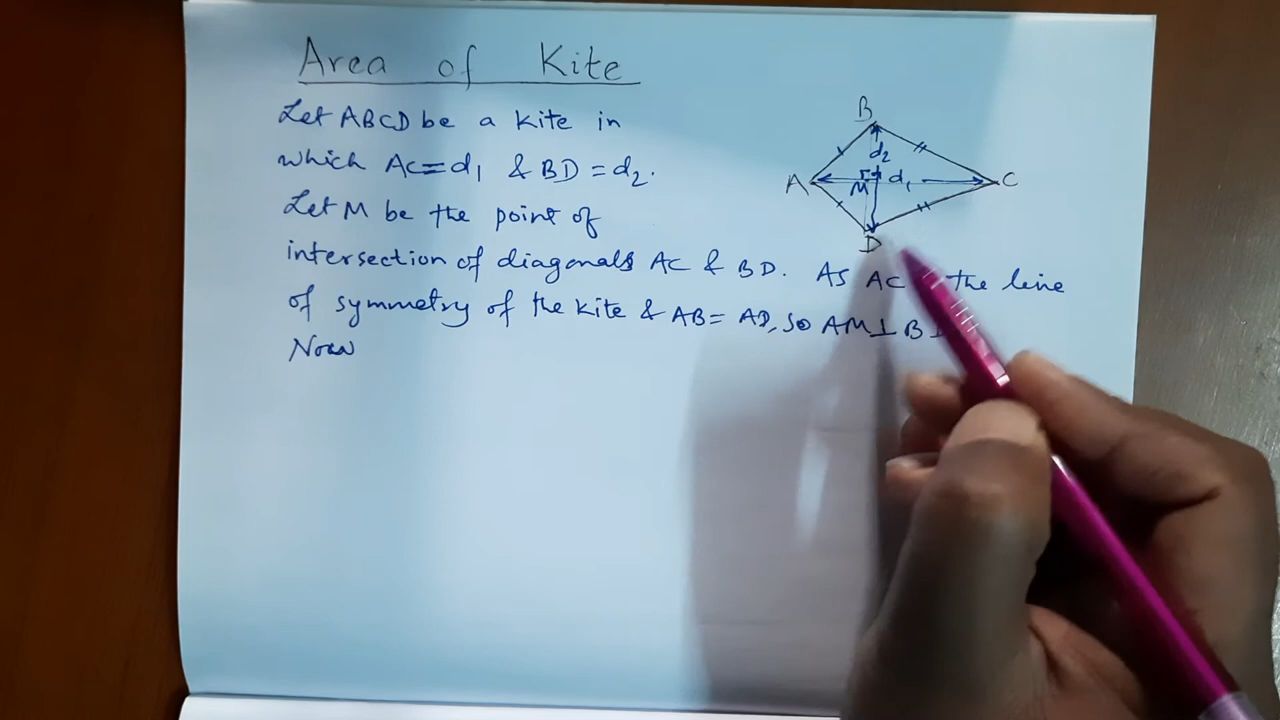 Area of Kite
Let ABCD be a kite in
which AC=d₁ & BD=d₂.
Let M be the point of
intersection of diagonals AC & BD. As AC the line
of symmetry of the kite & AB=AD, so AM⊥B
Now
B
d₂
A
M
d₁
C
D